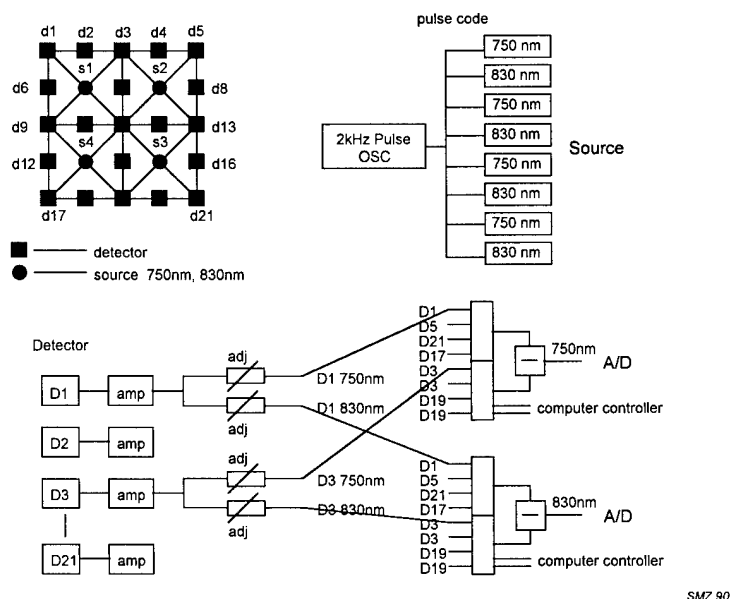 d1 d2 d3 d4 d5
s1 s2
d6 d8
d9 d13
s4 s3
d12 d16
d17 d21
detector
source 750nm, 830nm
pulse code
2kHz Pulse
OSC
750 nm
830 nm
750 nm
830 nm
750 nm
830 nm
750 nm
830 nm
Source
Detector
D1 amp
D2 amp
D3 amp
D21 amp
adj
D1 750nm
D1 830nm
adj
adj
D3 750nm
D3 830nm
adj
D1
D5
D21
D17
D3
D3
D19
D19
750nm
A/D
computer controller
D1
D5
D21
D17
D3
D3
D19
D19
830nm
A/D
computer controller
SMZ 90